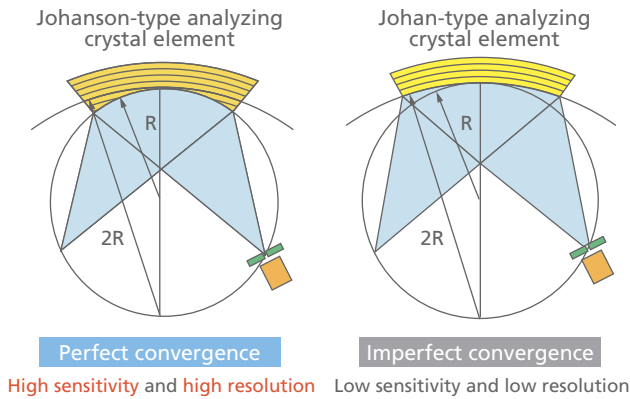 Johanson-type analyzing
crystal element
R
2R
Perfect convergence
High sensitivity and high resolution
Johan-type analyzing
crystal element
R
2R
Imperfect convergence
Low sensitivity and low resolution